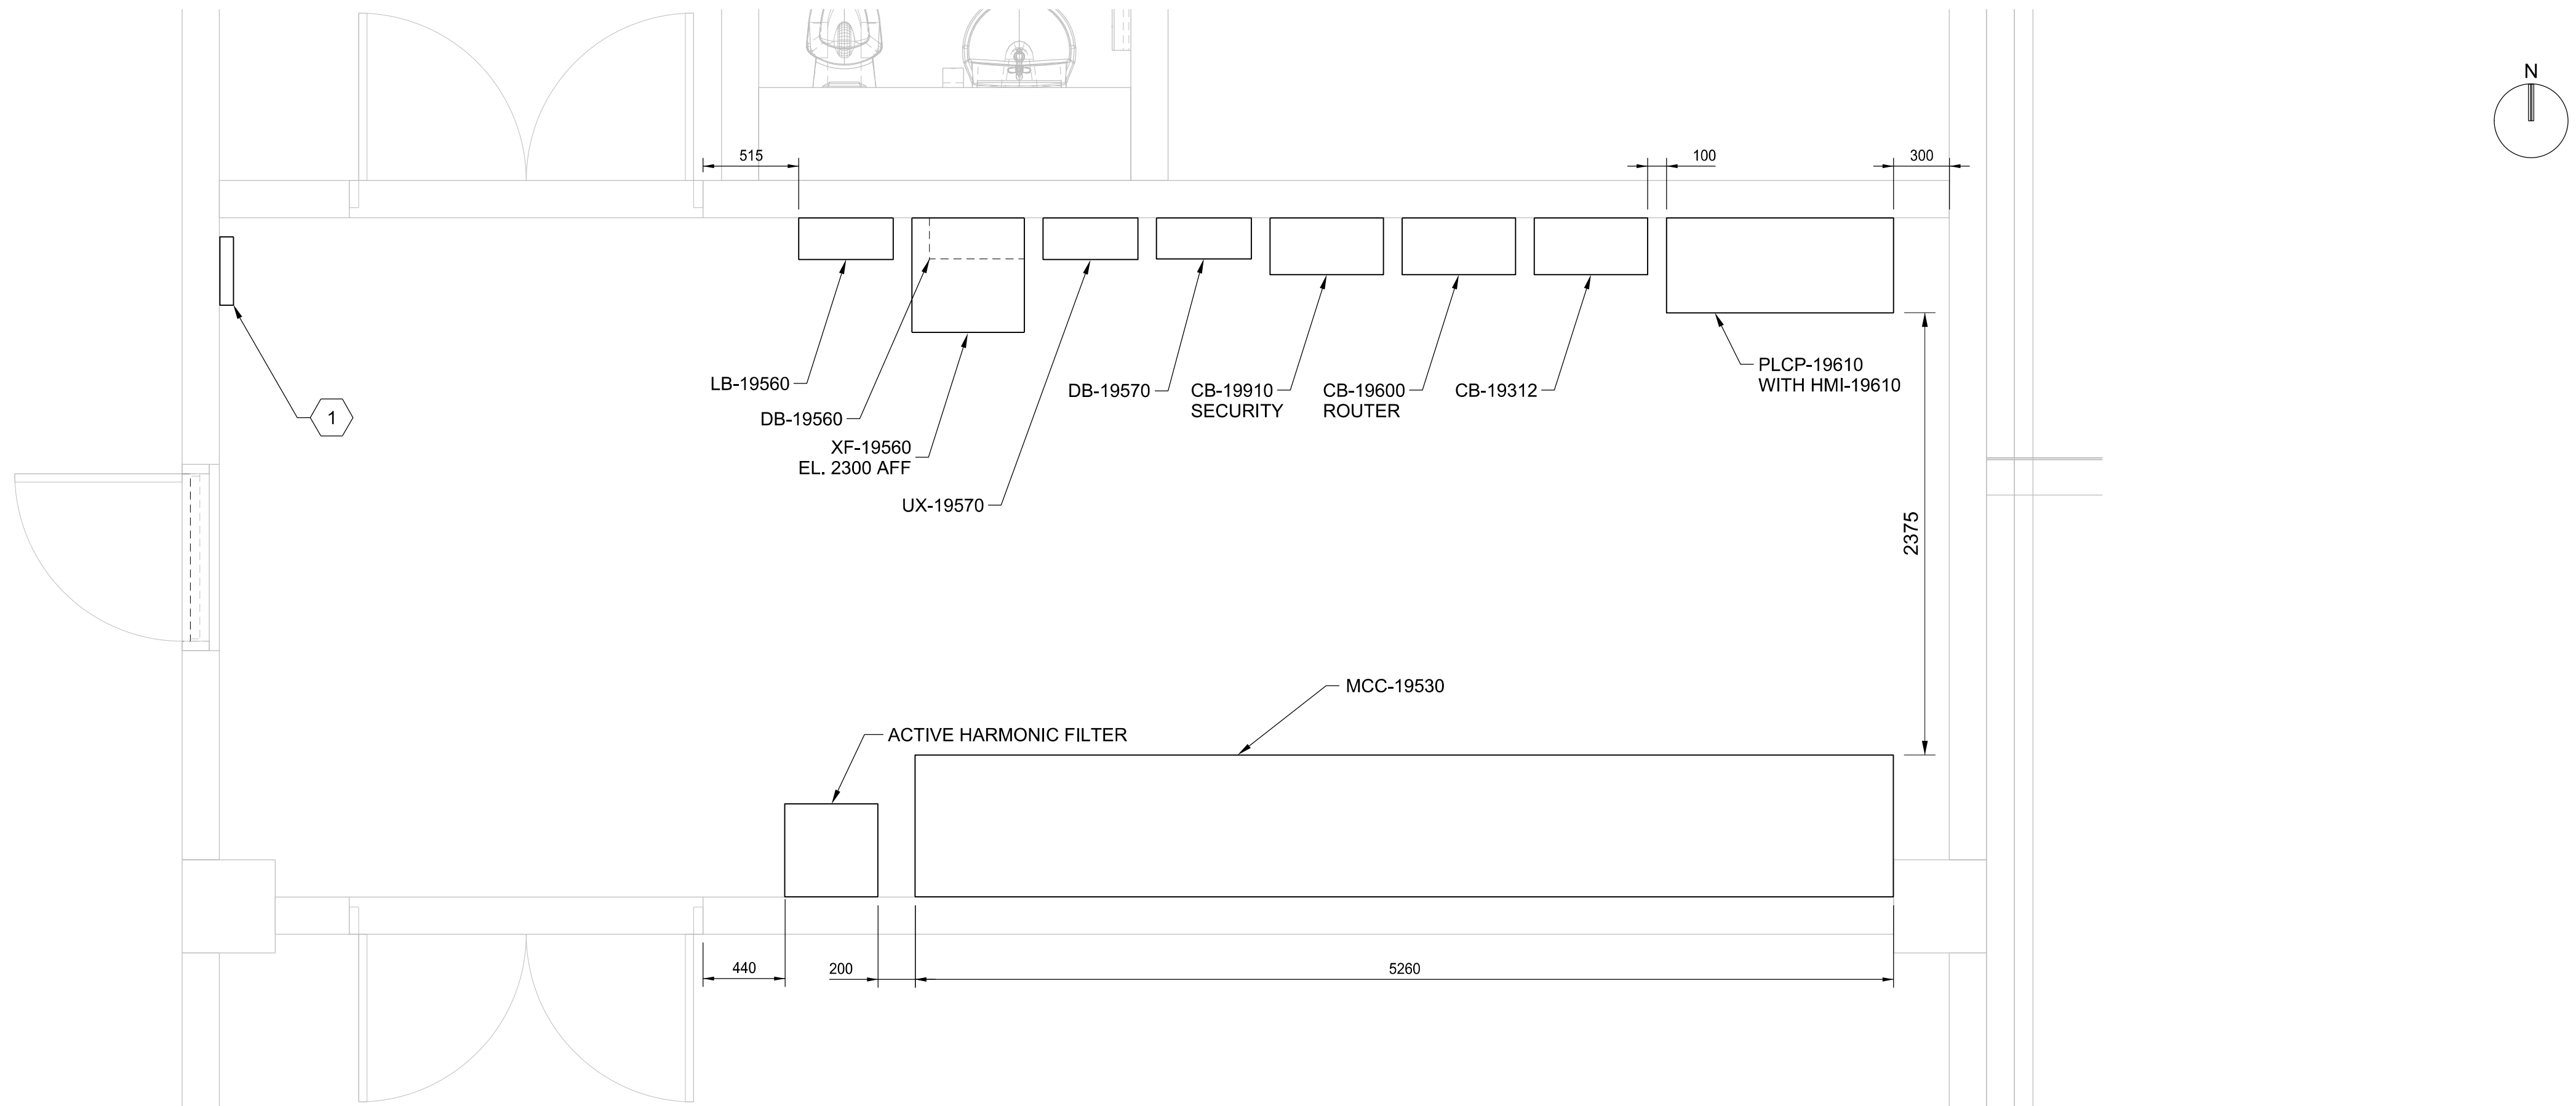 N
515
100
300
LB-19560
DB-19560
XF-19560
EL. 2300 AFF
UX-19570
DB-19570
CB-19910
SECURITY
CB-19600
ROUTER
CB-19312
PLCP-19610
WITH HMI-19610
1
2375
MCC-19530
ACTIVE HARMONIC FILTER
440
200
5260